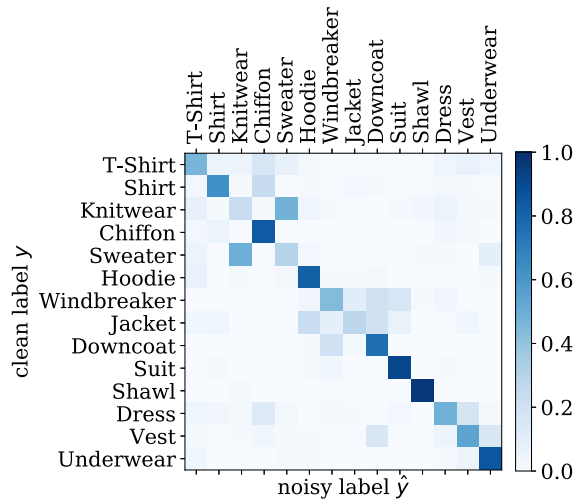 T-Shirt
Shirt
Knitwear
Chiffon
Sweater
Hoodie
Windbreaker
Jacket
Downcoat
Suit
Shawl
Dress
Vest
Underwear
clean label y
T-Shirt
Shirt
Knitwear
Chiffon
Sweater
Hoodie
Windbreaker
Jacket
Downcoat
Suit
Shawl
Dress
Vest
Underwear
noisy label ŷ
1.0
0.8
0.6
0.4
0.2
0.0